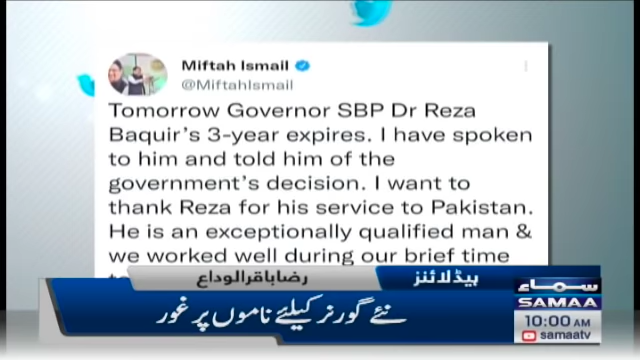 Miftah Ismail
@MiftahIsmail
Tomorrow Governor SBP Dr Reza
Baquir's 3-year expires. I have spoken
to him and told him of the
government's decision. I want to
thank Reza for his service to Pakistan.
He is an exceptionally qualified man &
we worked well during our brief time
ہیڈلائنز
رضاباقرالوداع
نئے گورنر کیلئے ناموں پر غور
سماء
SAMAA
10:00 AM
samaatv